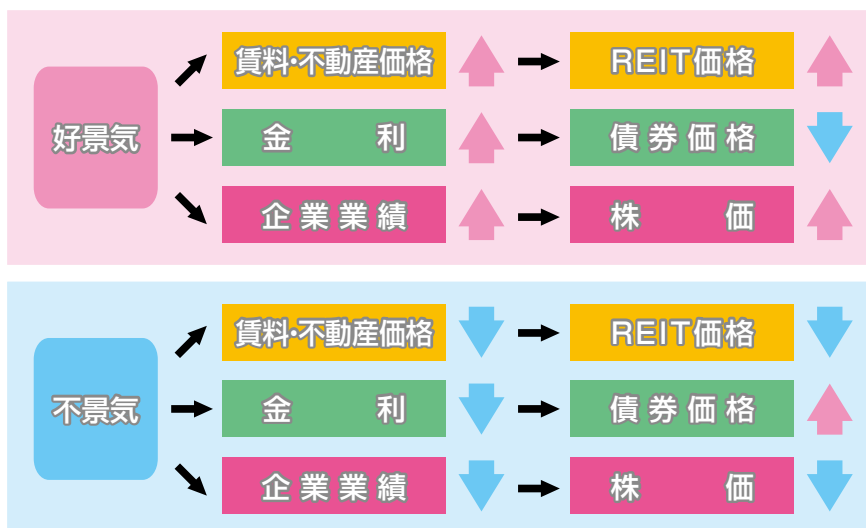 好景気
賃料・不動産価格
REIT価格
金利
債券価格
企業業績
株価
不景気
賃料・不動産価格
REIT価格
金利
債券価格
企業業績
株価